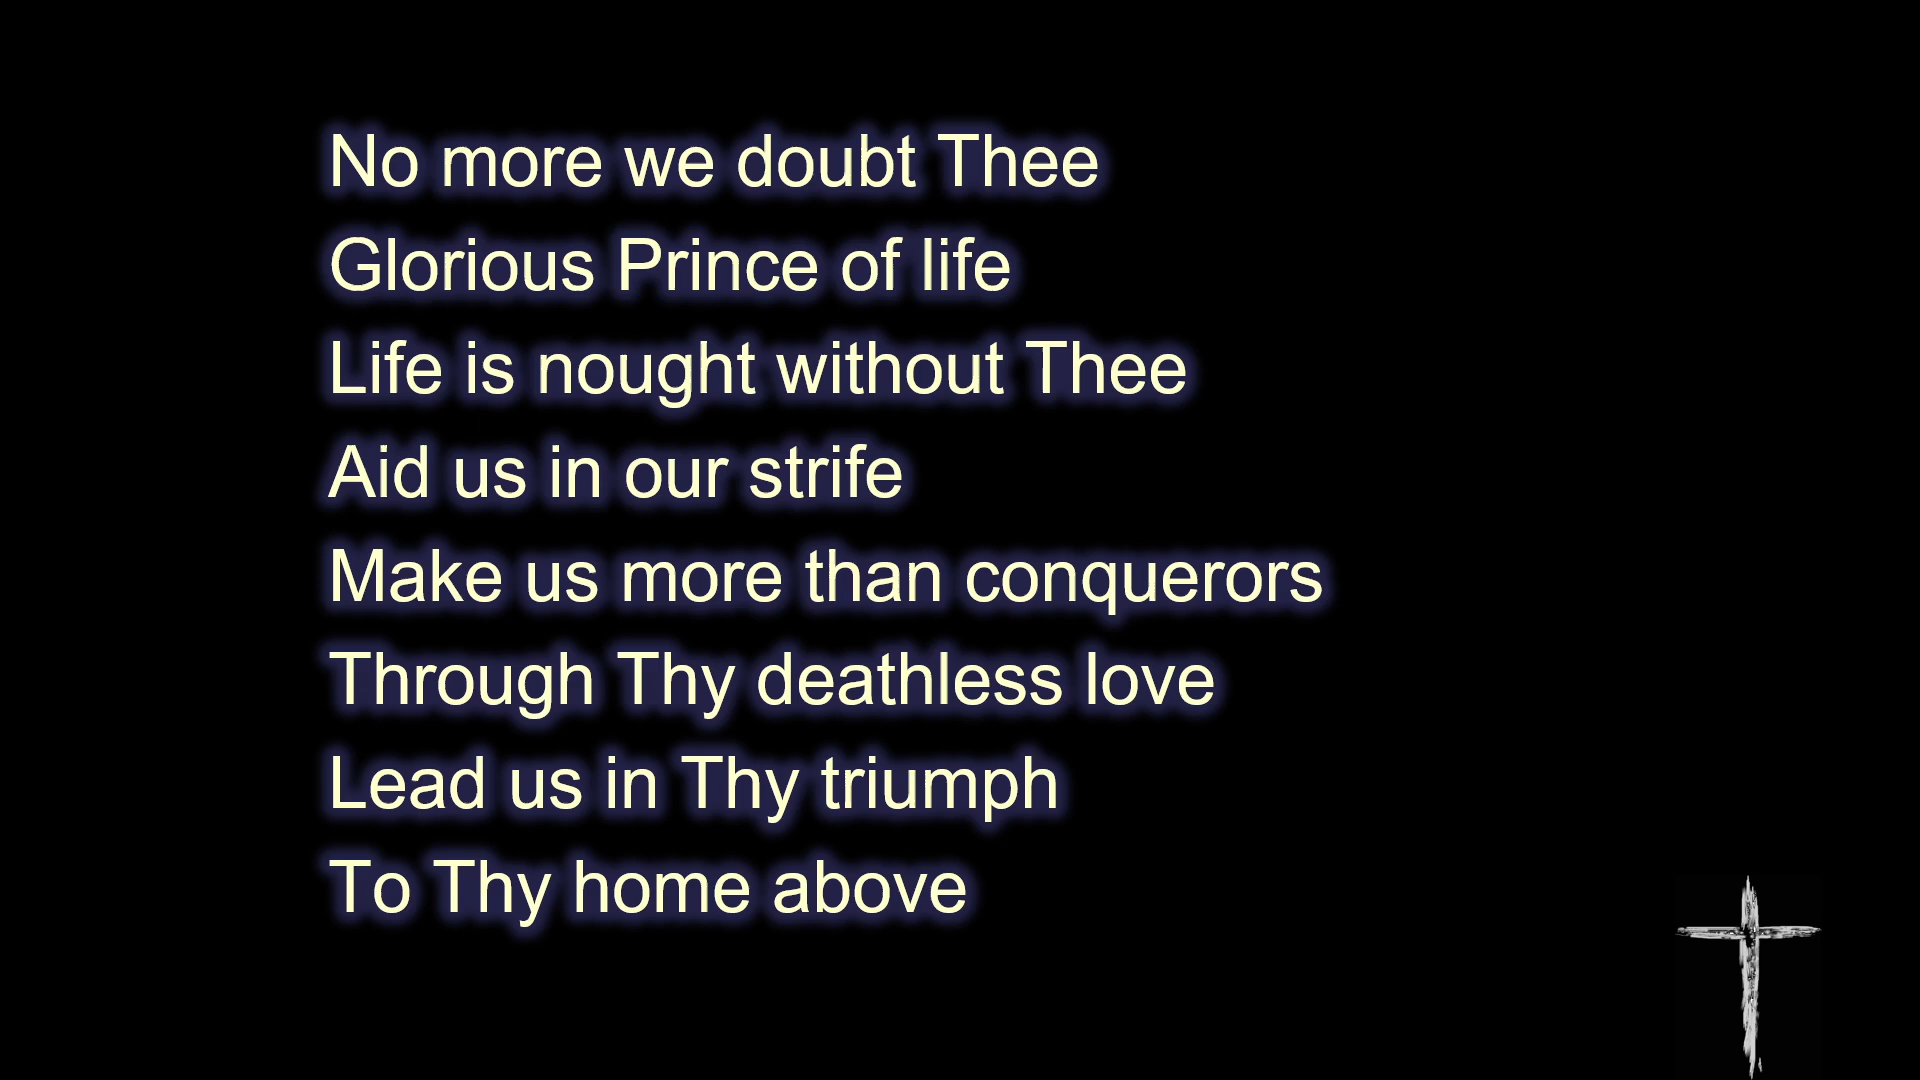 No more we doubt Thee
Glorious Prince of life
Life is nought without Thee
Aid us in our strife
Make us more than conquerors
Through Thy deathless love
Lead us in Thy triumph
To Thy home above